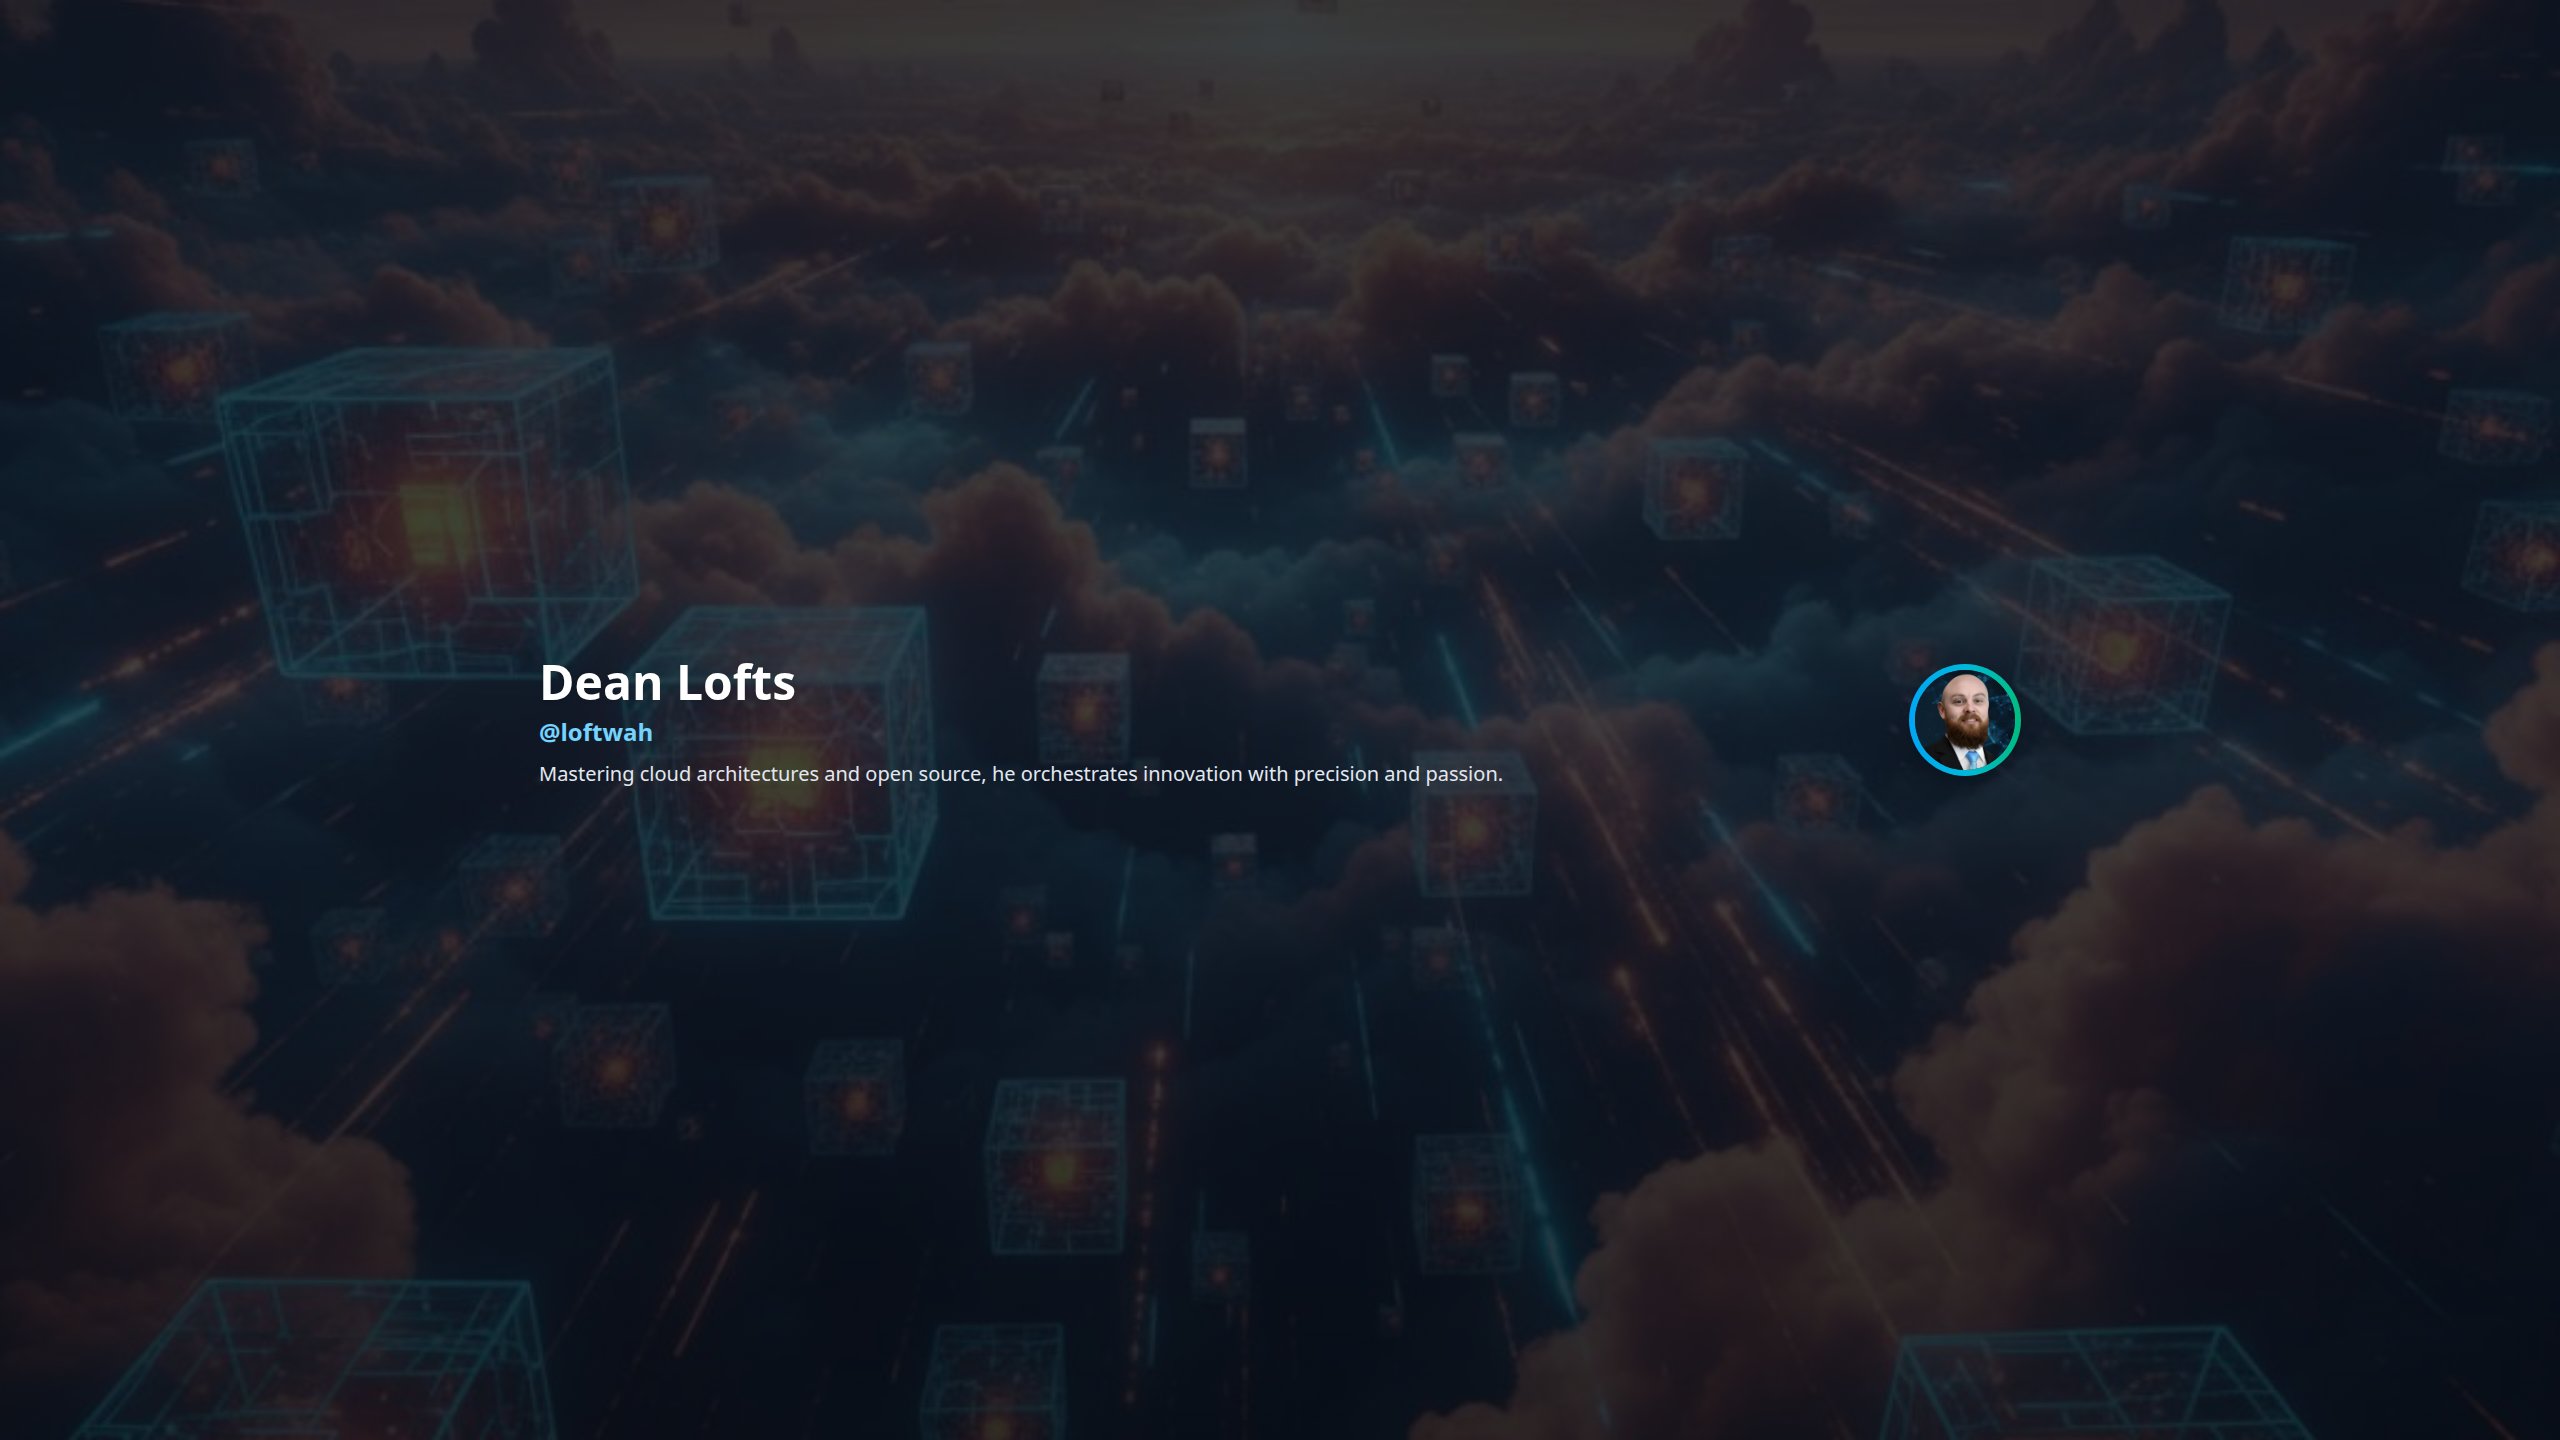 Dean Lofts
@loftwah
Mastering cloud architectures and open source, he orchestrates innovation with precision and passion.